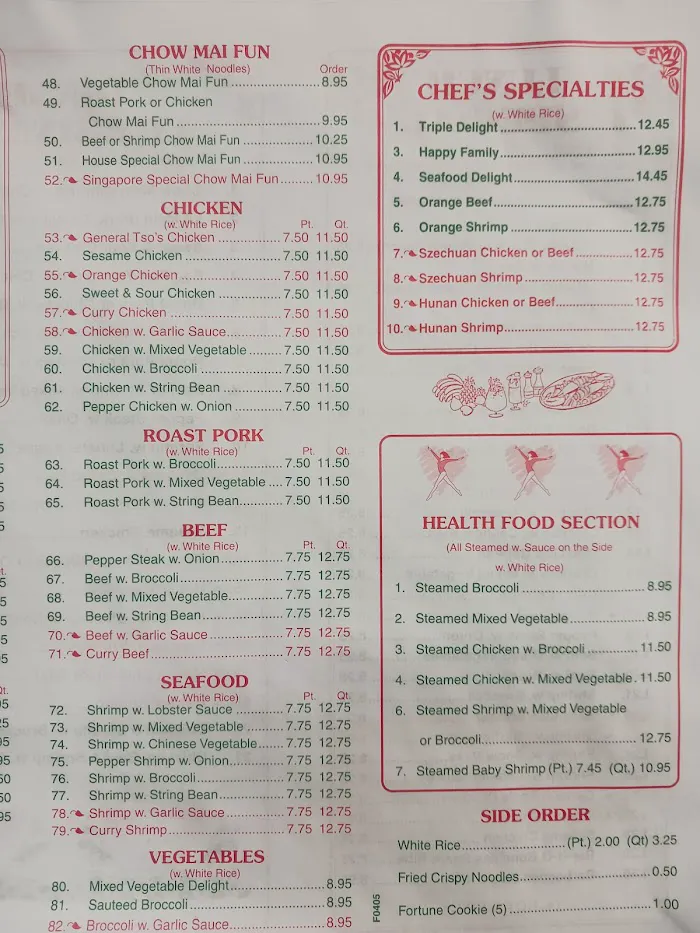 CHOW MAI FUN
(Thin White Noodles) Order
48. Vegetable Chow Mai Fun 8.95
49. Roast Pork or Chicken
Chow Mai Fun 9.95
50. Beef or Shrimp Chow Mai Fun 10.25
51. House Special Chow Mai Fun 10.95
52. Singapore Special Chow Mai Fun 10.95
CHICKEN
(w. White Rice) Pt. Qt.
53. General Tso's Chicken 7.50 11.50
54. Sesame Chicken 7.50 11.50
55. Orange Chicken 7.50 11.50
56. Sweet & Sour Chicken 7.50 11.50
57. Curry Chicken 7.50 11.50
58. Chicken w. Garlic Sauce 7.50 11.50
59. Chicken w. Mixed Vegetable 7.50 11.50
60. Chicken w. Broccoli 7.50 11.50
61. Chicken w. String Bean 7.50 11.50
62. Pepper Chicken w. Onion 7.50 11.50
ROAST PORK
(w. White Rice) Pt. Qt.
63. Roast Pork w. Broccoli 7.50 11.50
64. Roast Pork w. Mixed Vegetable 7.50 11.50
65. Roast Pork w. String Bean 7.50 11.50
BEEF
(w. White Rice) Pt. Qt.
66. Pepper Steak w. Onion 7.75 12.75
67. Beef w. Broccoli 7.75 12.75
68. Beef w. Mixed Vegetable 7.75 12.75
69. Beef w. String Bean 7.75 12.75
70. Beef w. Garlic Sauce 7.75 12.75
71. Curry Beef 7.75 12.75
SEAFOOD
(w. White Rice) Pt. Qt.
72. Shrimp w. Lobster Sauce 7.75 12.75
73. Shrimp w. Mixed Vegetable 7.75 12.75
74. Shrimp w. Chinese Vegetable 7.75 12.75
75. Pepper Shrimp w. Onion 7.75 12.75
76. Shrimp w. Broccoli 7.75 12.75
77. Shrimp w. String Bean 7.75 12.75
78. Shrimp w. Garlic Sauce 7.75 12.75
79. Curry Shrimp 7.75 12.75
VEGETABLES
(w. White Rice)
80. Mixed Vegetable Delight 8.95
81. Sauteed Broccoli 8.95
82. Broccoli w. Garlic Sauce 8.95
CHEF'S SPECIALTIES
(w. White Rice)
1. Triple Delight 12.45
3. Happy Family 12.95
4. Seafood Delight 14.45
5. Orange Beef 12.75
6. Orange Shrimp 12.75
7. Szechuan Chicken or Beef 12.75
8. Szechuan Shrimp 12.75
9. Hunan Chicken or Beef 12.75
10. Hunan Shrimp 12.75
HEALTH FOOD SECTION
(All Steamed w. Sauce on the Side
w. White Rice)
1. Steamed Broccoli 8.95
2. Steamed Mixed Vegetable 8.95
3. Steamed Chicken w. Broccoli 11.50
4. Steamed Chicken w. Mixed Vegetable 11.50
6. Steamed Shrimp w. Mixed Vegetable
or Broccoli 12.75
7. Steamed Baby Shrimp (Pt.) 7.45 (Qt.) 10.95
SIDE ORDER
White Rice (Pt.) 2.00 (Qt) 3.25
Fried Crispy Noodles 0.50
Fortune Cookie (5) 1.00
F0405